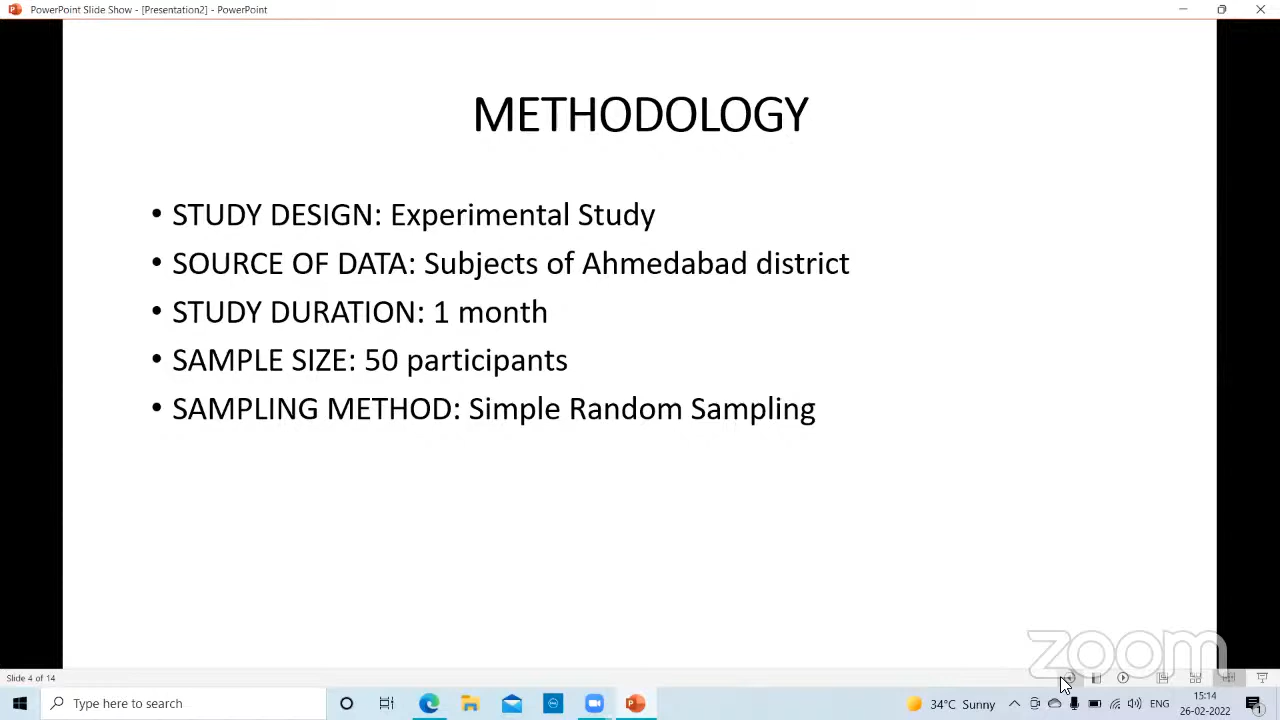 PowerPoint Slide Show - [Presentation2] - PowerPoint
METHODOLOGY
• STUDY DESIGN: Experimental Study
• SOURCE OF DATA: Subjects of Ahmedabad district
• STUDY DURATION: 1 month
• SAMPLE SIZE: 50 participants
• SAMPLING METHOD: Simple Random Sampling
zoom
Slide 4 of 14
Type here to search
34°C Sunny
ENG
15:14
26-02-2022
1